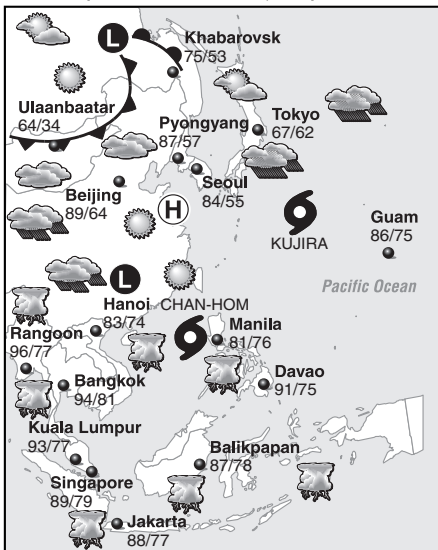 L
Khabarovsk
75/53
Ulaanbaatar
64/34
Pyongyang
87/57
Tokyo
67/62
Seoul
84/55
Beijing
89/64
H
KUJIRA
Guam
86/75
Pacific Ocean
L
Hanoi
83/74
CHAN-HOM
Manila
81/76
Rangoon
96/77
Bangkok
94/81
Davao
91/75
Kuala Lumpur
93/77
Balikpapan
87/78
Singapore
89/79
Jakarta
88/77